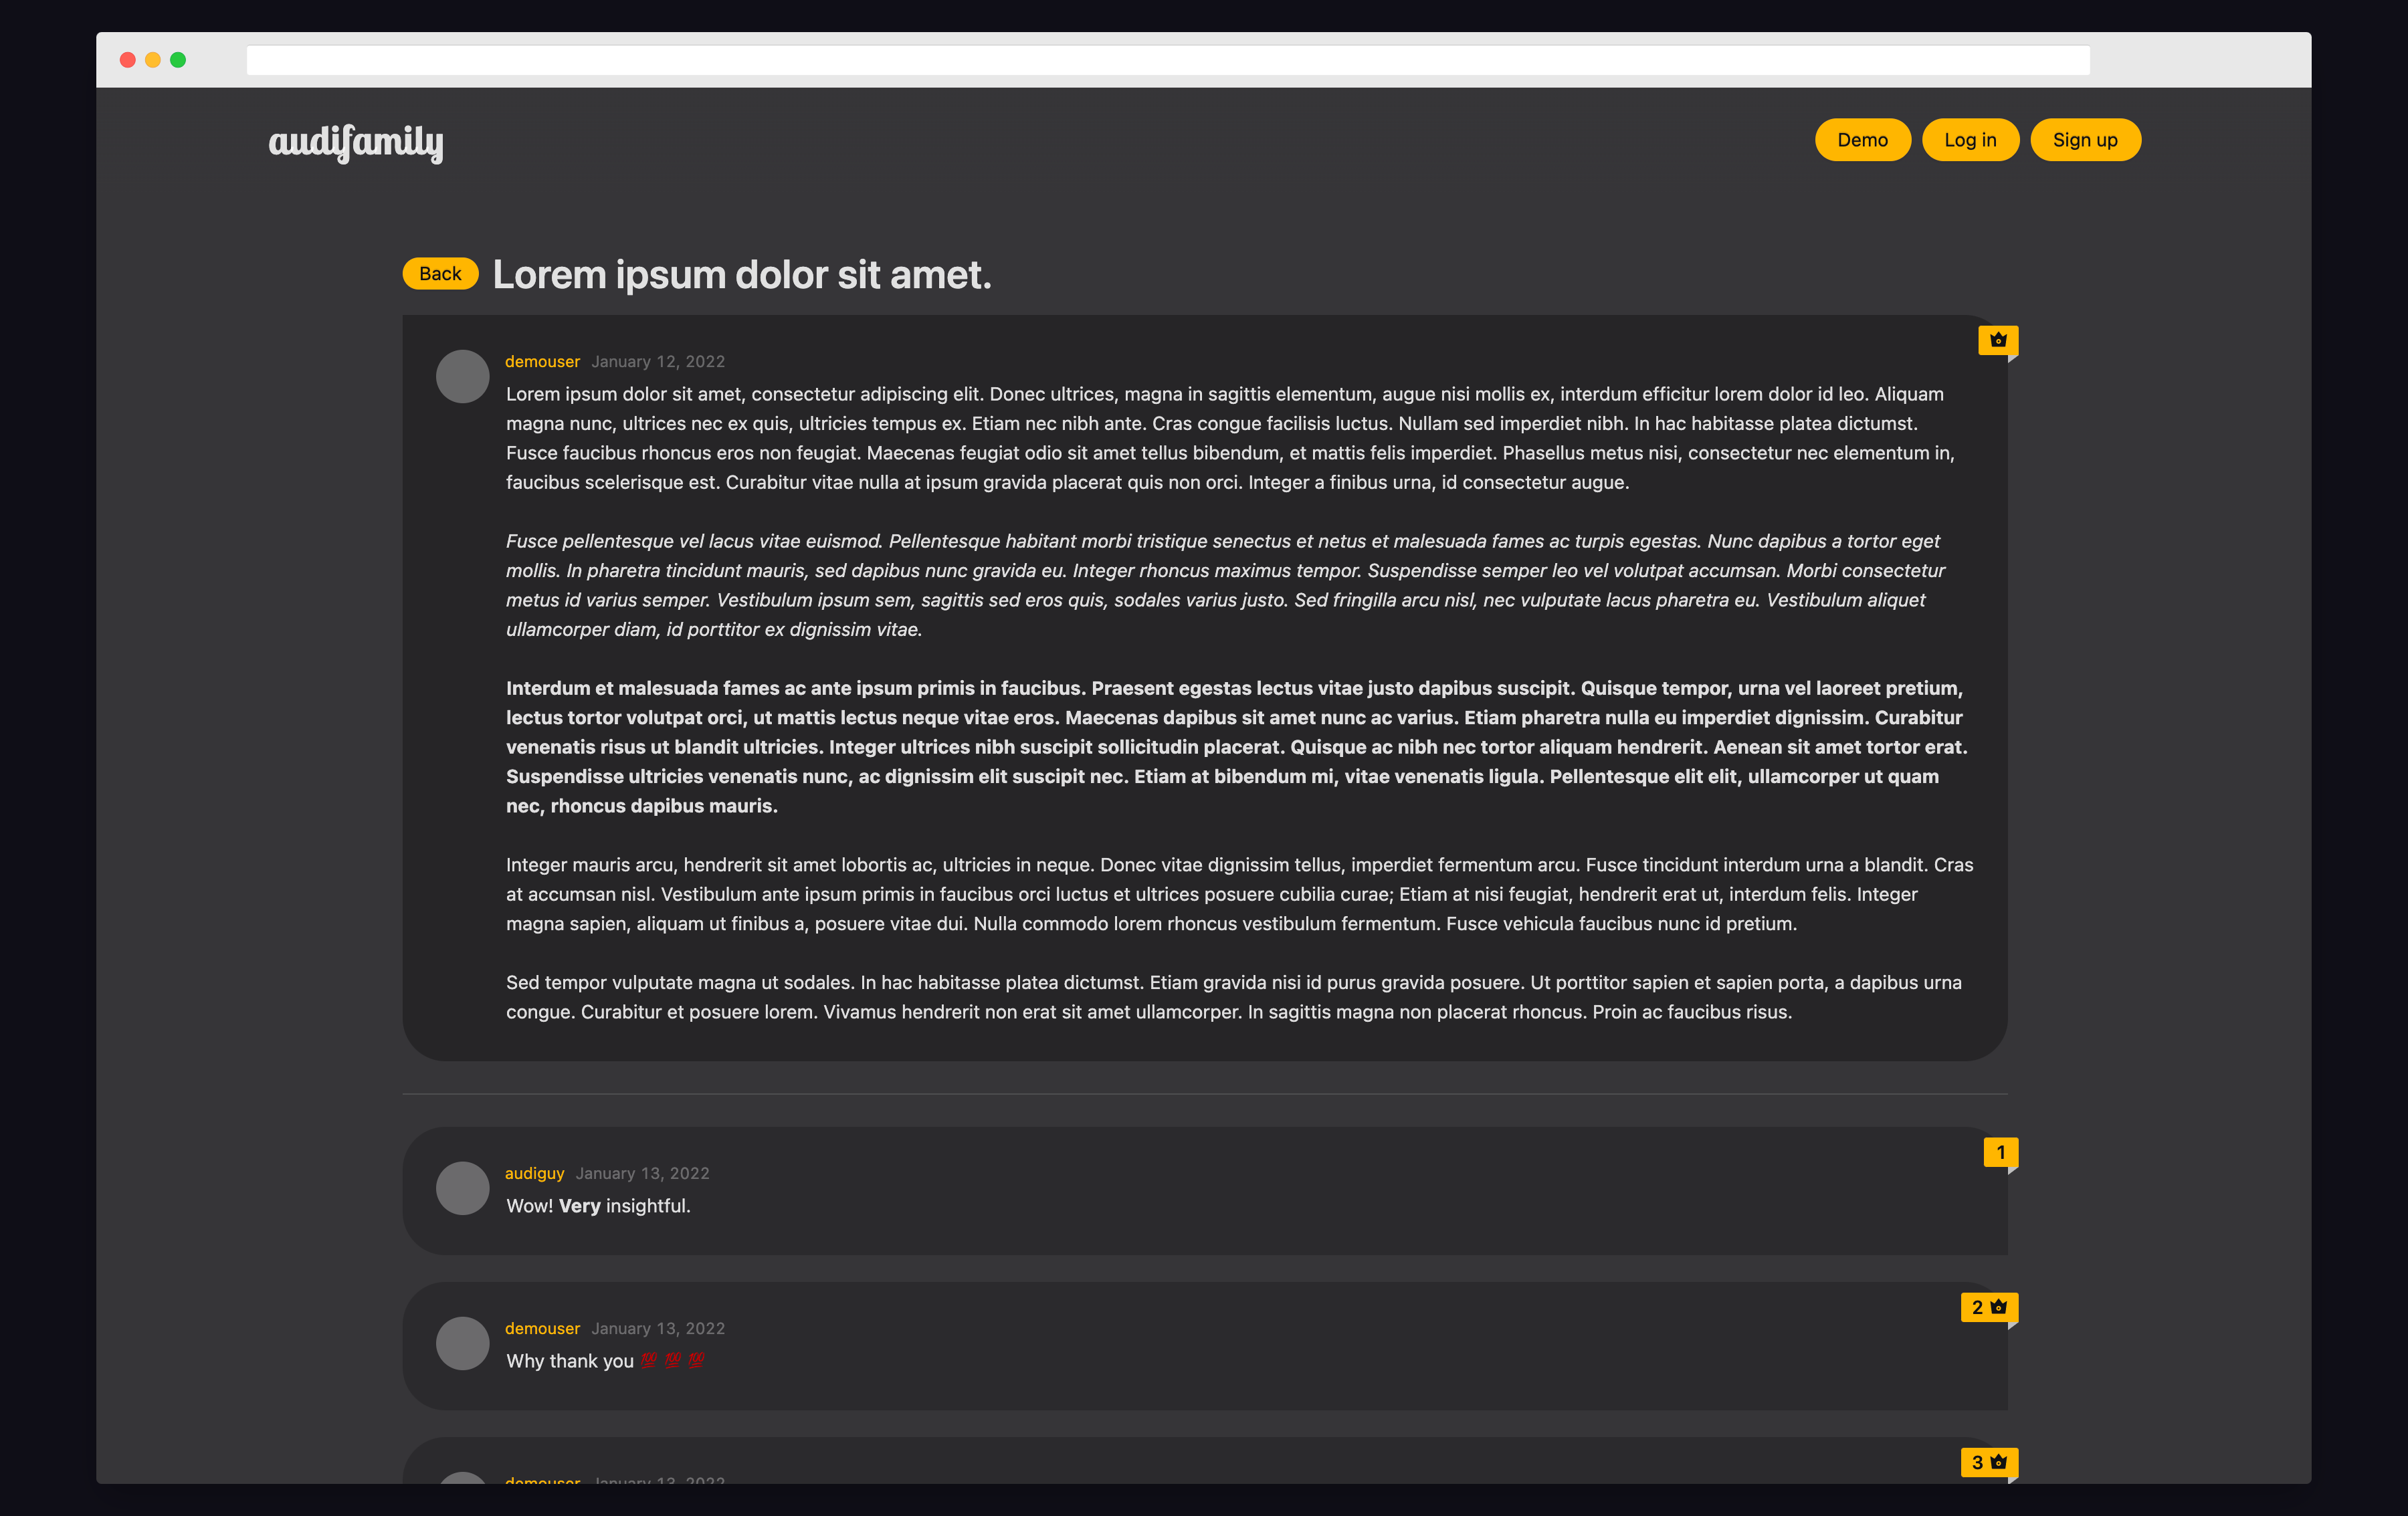 audifamily
Demo Log in Sign up
Back Lorem ipsum dolor sit amet.
demouser January 12, 2022
Lorem ipsum dolor sit amet, consectetur adipiscing elit. Donec ultrices, magna in sagittis elementum, augue nisi mollis ex, interdum efficitur lorem dolor id leo. Aliquam
magna nunc, ultrices nec ex quis, ultricies tempus ex. Etiam nec nibh ante. Cras congue facilisis luctus. Nullam sed imperdiet nibh. In hac habitasse platea dictumst.
Fusce faucibus rhoncus eros non feugiat. Maecenas feugiat odio sit amet tellus bibendum, et mattis felis imperdiet. Phasellus metus nisi, consectetur nec elementum in,
faucibus scelerisque est. Curabitur vitae nulla at ipsum gravida placerat quis non orci. Integer a finibus urna, id consectetur augue.
Fusce pellentesque vel lacus vitae euismod. Pellentesque habitant morbi tristique senectus et netus et malesuada fames ac turpis egestas. Nunc dapibus a tortor eget
mollis. In pharetra tincidunt mauris, sed dapibus nunc gravida eu. Integer rhoncus maximus tempor. Suspendisse semper leo vel volutpat accumsan. Morbi consectetur
metus id varius semper. Vestibulum ipsum sem, sagittis sed eros quis, sodales varius justo. Sed fringilla arcu nisl, nec vulputate lacus pharetra eu. Vestibulum aliquet
ullamcorper diam, id porttitor ex dignissim vitae.
Interdum et malesuada fames ac ante ipsum primis in faucibus. Praesent egestas lectus vitae justo dapibus suscipit. Quisque tempor, urna vel laoreet pretium,
lectus tortor volutpat orci, ut mattis lectus neque vitae eros. Maecenas dapibus sit amet nunc ac varius. Etiam pharetra nulla eu imperdiet dignissim. Curabitur
venenatis risus ut blandit ultricies. Integer ultrices nibh suscipit sollicitudin placerat. Quisque ac nibh nec tortor aliquam hendrerit. Aenean sit amet tortor erat.
Suspendisse ultricies venenatis nunc, ac dignissim elit suscipit nec. Etiam at bibendum mi, vitae venenatis ligula. Pellentesque elit elit, ullamcorper ut quam
nec, rhoncus dapibus mauris.
Integer mauris arcu, hendrerit sit amet lobortis ac, ultricies in neque. Donec vitae dignissim tellus, imperdiet fermentum arcu. Fusce tincidunt interdum urna a blandit. Cras
at accumsan nisl. Vestibulum ante ipsum primis in faucibus orci luctus et ultrices posuere cubilia curae; Etiam at nisi feugiat, hendrerit erat ut, interdum felis. Integer
magna sapien, aliquam ut finibus a, posuere vitae dui. Nulla commodo lorem rhoncus vestibulum fermentum. Fusce vehicula faucibus nunc id pretium.
Sed tempor vulputate magna ut sodales. In hac habitasse platea dictumst. Etiam gravida nisi id purus gravida posuere. Ut porttitor sapien et sapien porta, a dapibus urna
congue. Curabitur et posuere lorem. Vivamus hendrerit non erat sit amet ullamcorper. In sagittis magna non placerat rhoncus. Proin ac faucibus risus.
1
audiguy January 13, 2022
Wow! Very insightful.
2
demouser January 13, 2022
Why thank you 💯 💯 💯
3
demouser January 13, 2022